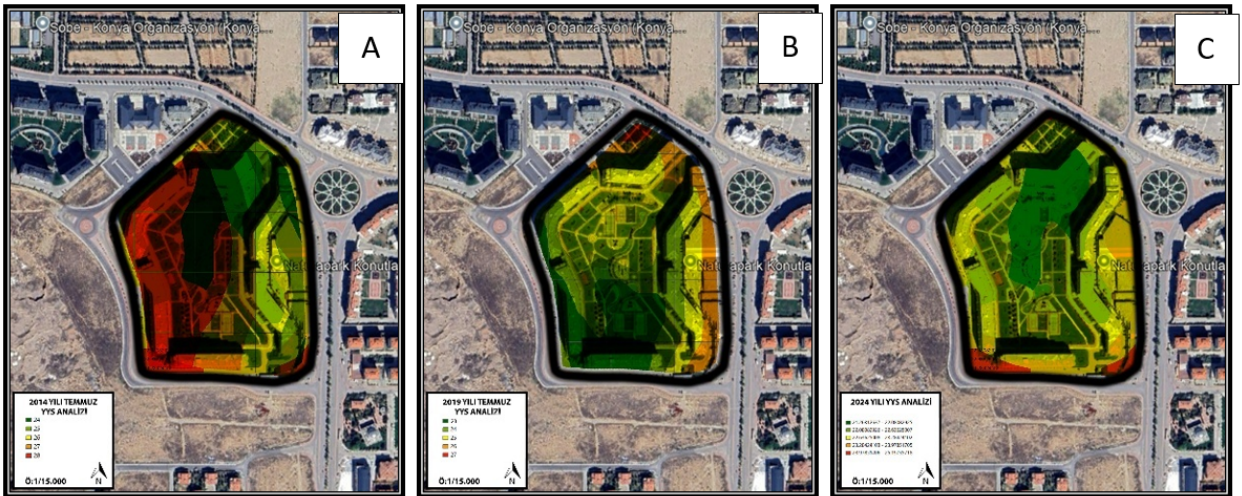 A
Sobe - Konya Organizasyon (Konya....
Naturapark Konutla
2014 YILI TEMMUZ
YYS ANALİZİ
24
25
26
27
28
Ö:1/15.000
N
B
Sobe - Konya Organizasyon (Konya....
Naturapark Konutla
2019 YILI TEMMUZ
YYS ANALİZİ
23
24
25
26
27
Ö:1/15.000
N
C
Sobe - Konya Organizasyon (Konya....
Naturapark Konutla
2024 YILI YYS ANALİZİ
Ö:1/15.000
N